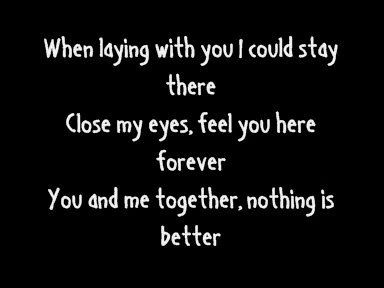 When laying with you I could stay
there
Close my eyes, feel you here
forever
You and me together, nothing is
better